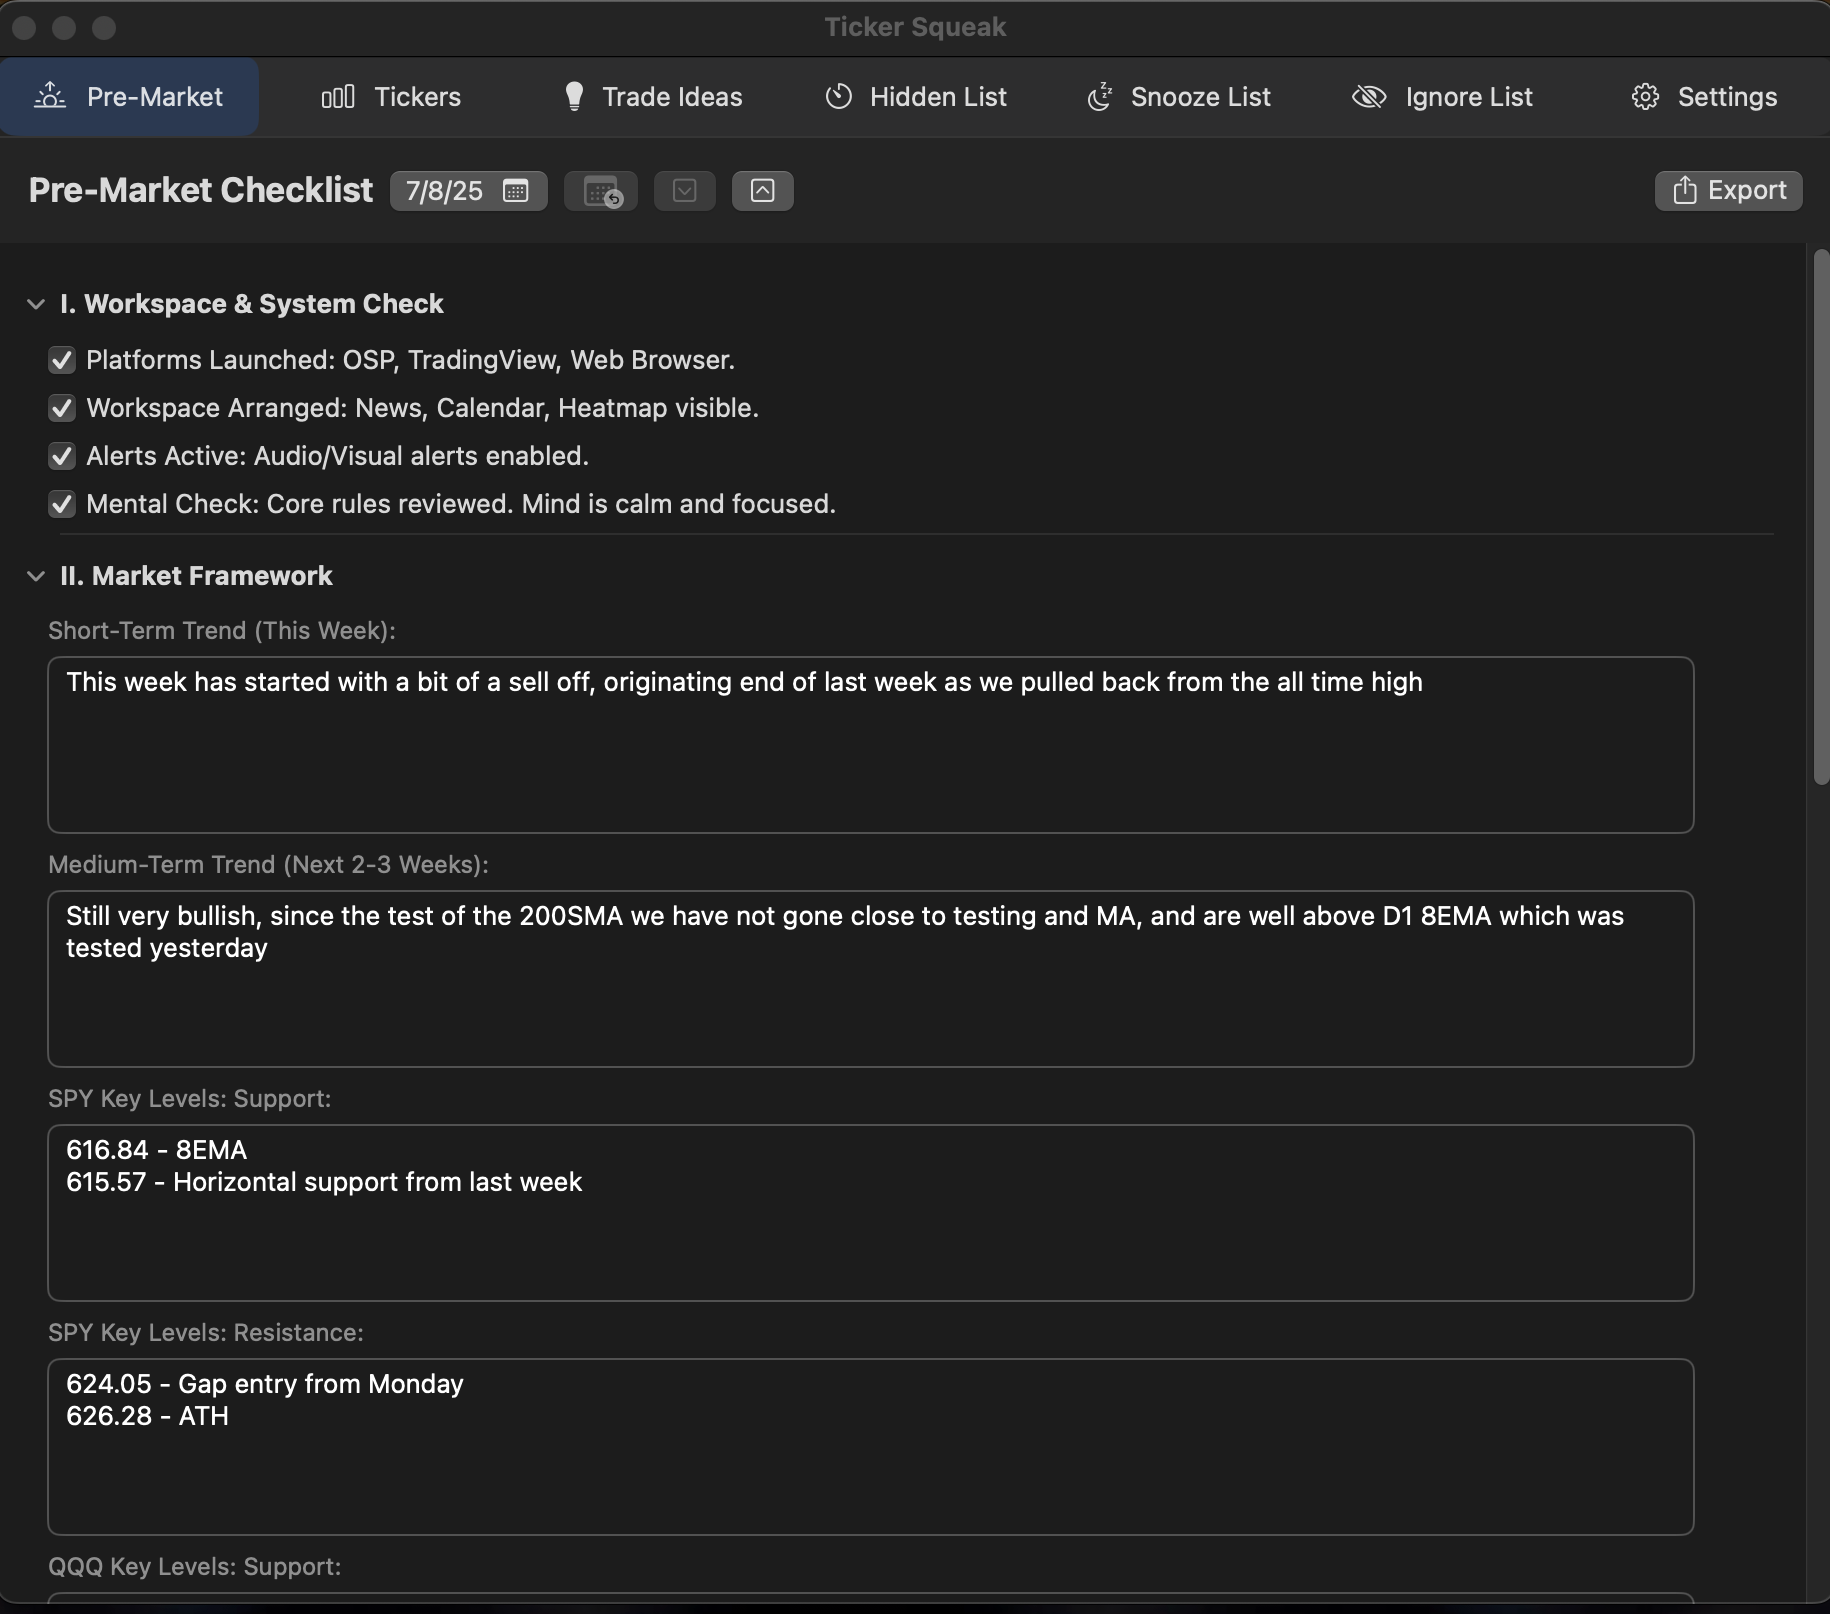 Ticker Squeak
Pre-Market
Tickers
Trade Ideas
Hidden List
Snooze List
Ignore List
Settings
Pre-Market Checklist
7/8/25
Export
I. Workspace & System Check
Platforms Launched: OSP, TradingView, Web Browser.
Workspace Arranged: News, Calendar, Heatmap visible.
Alerts Active: Audio/Visual alerts enabled.
Mental Check: Core rules reviewed. Mind is calm and focused.
II. Market Framework
Short-Term Trend (This Week):
This week has started with a bit of a sell off, originating end of last week as we pulled back from the all time high
Medium-Term Trend (Next 2-3 Weeks):
Still very bullish, since the test of the 200SMA we have not gone close to testing and MA, and are well above D1 8EMA which was
tested yesterday
SPY Key Levels: Support:
616.84 - 8EMA
615.57 - Horizontal support from last week
SPY Key Levels: Resistance:
624.05 - Gap entry from Monday
626.28 - ATH
QQQ Key Levels: Support: